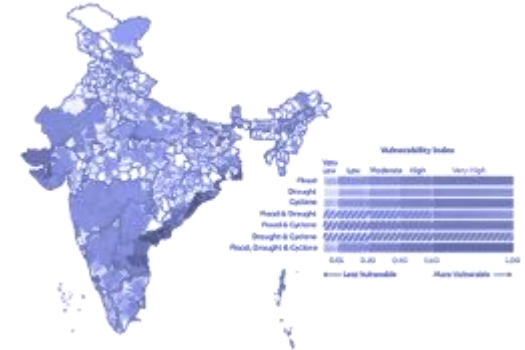 Vulnerability Index
Very Low Low Moderate High Very High
Flood
Drought
Cyclone
Flood & Drought
Flood & Cyclone
Drought & Cyclone
Flood, Drought & Cyclone
0.20 0.40 0.60 1.00
Less Vulnerable More Vulnerable